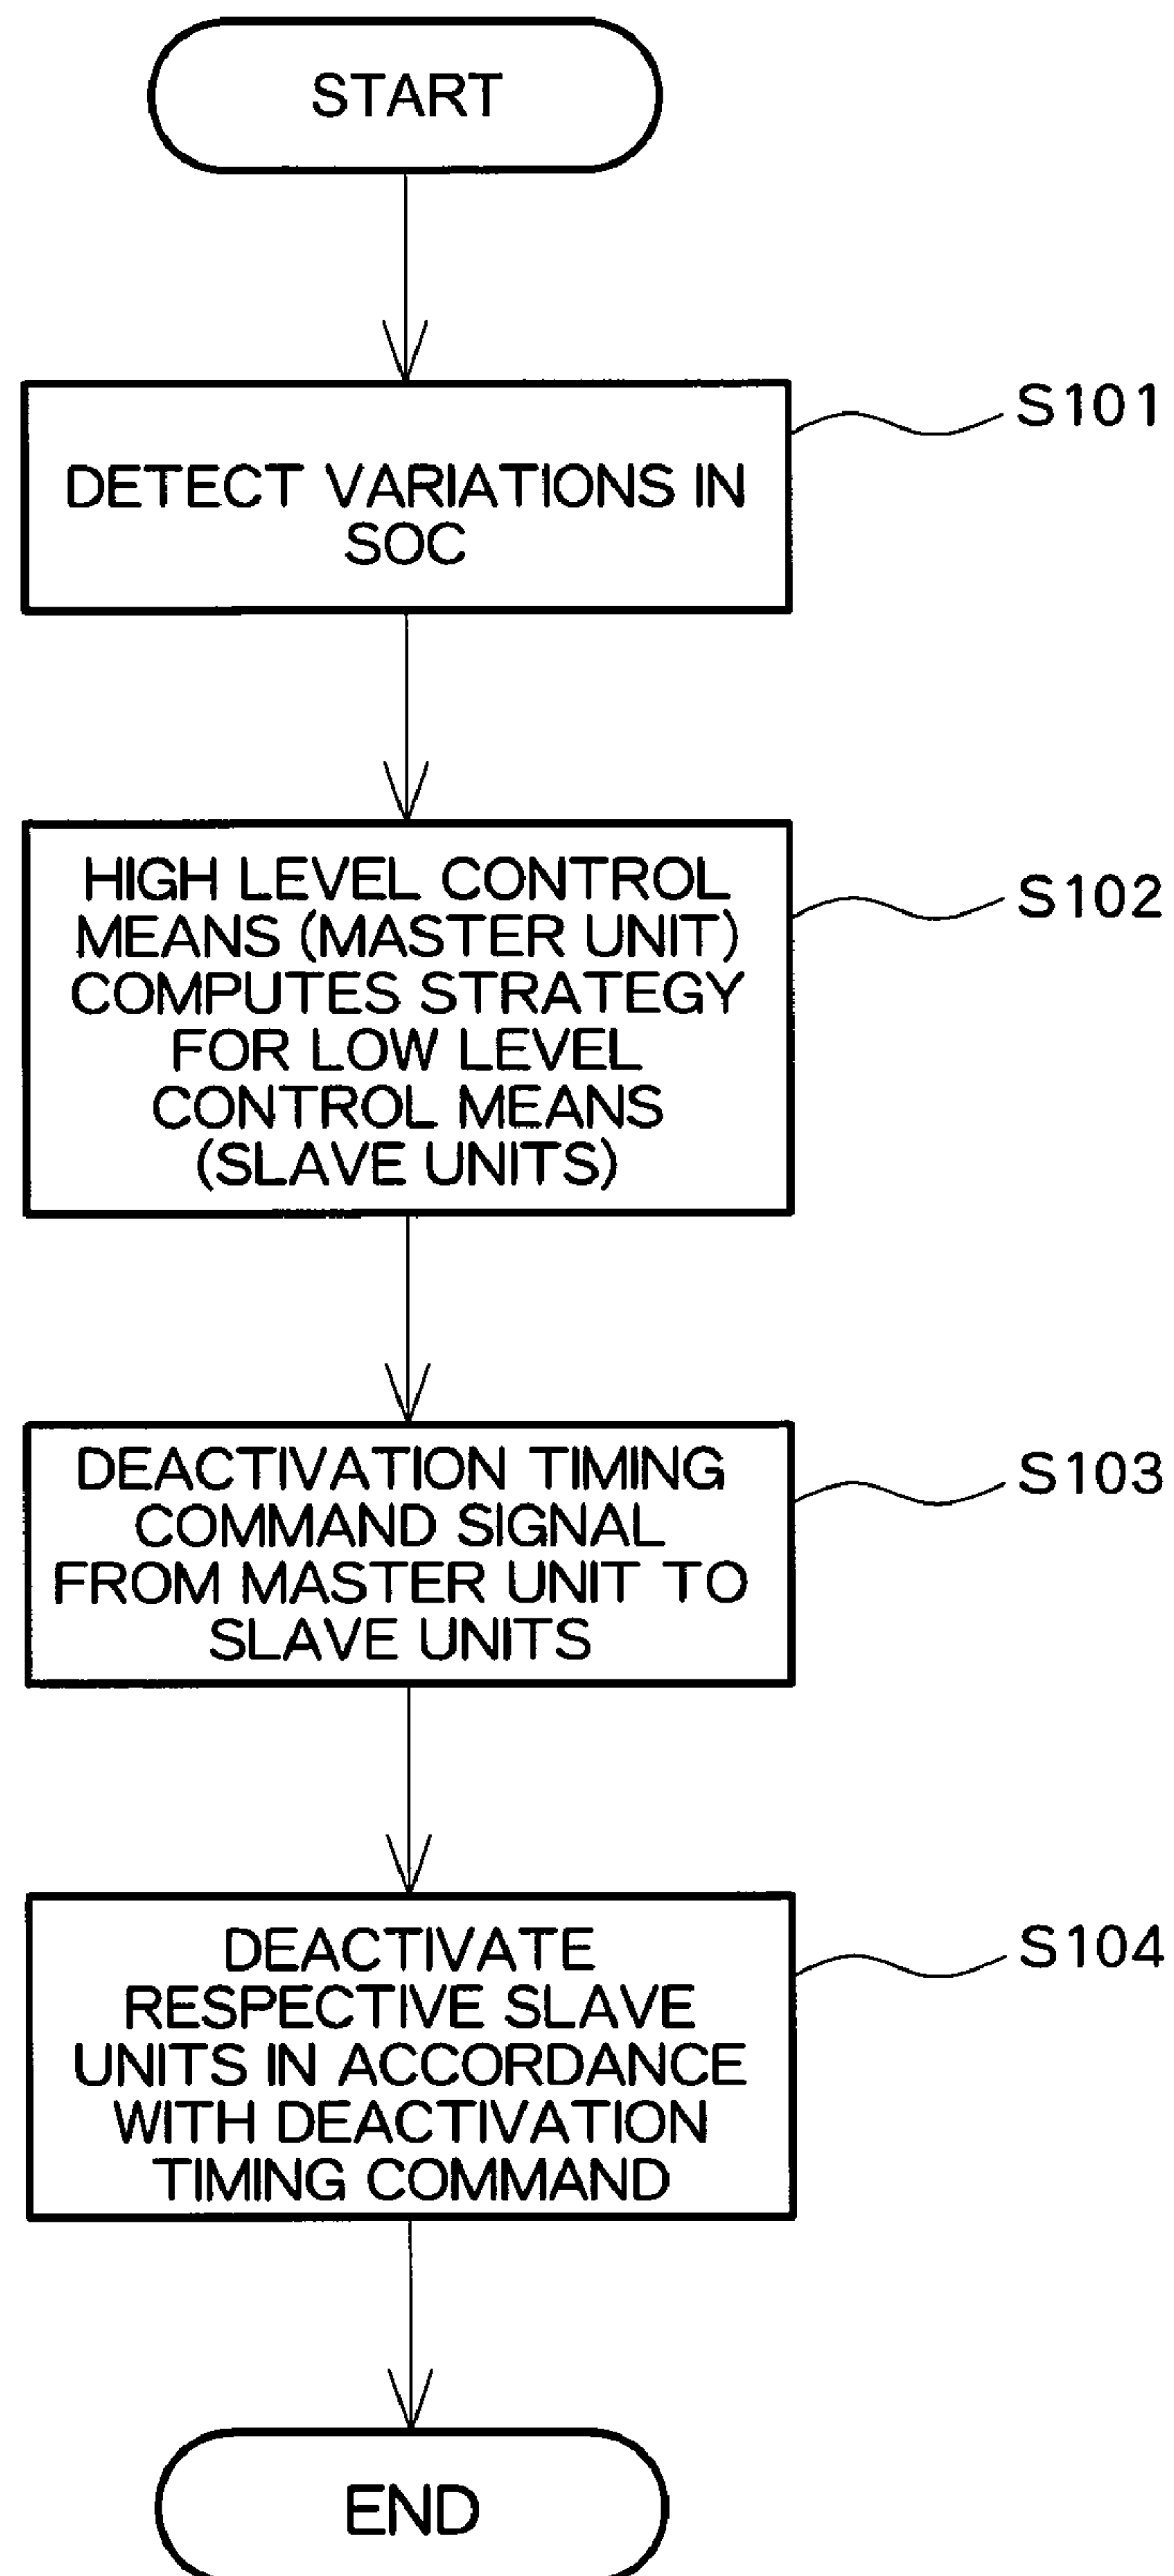 START
S101
DETECT VARIATIONS IN
SOC
S102
HIGH LEVEL CONTROL
MEANS (MASTER UNIT)
COMPUTES STRATEGY
FOR LOW LEVEL
CONTROL MEANS
(SLAVE UNITS)
S103
DEACTIVATION TIMING
COMMAND SIGNAL
FROM MASTER UNIT TO
SLAVE UNITS
S104
DEACTIVATE
RESPECTIVE SLAVE
UNITS IN ACCORDANCE
WITH DEACTIVATION
TIMING COMMAND
END